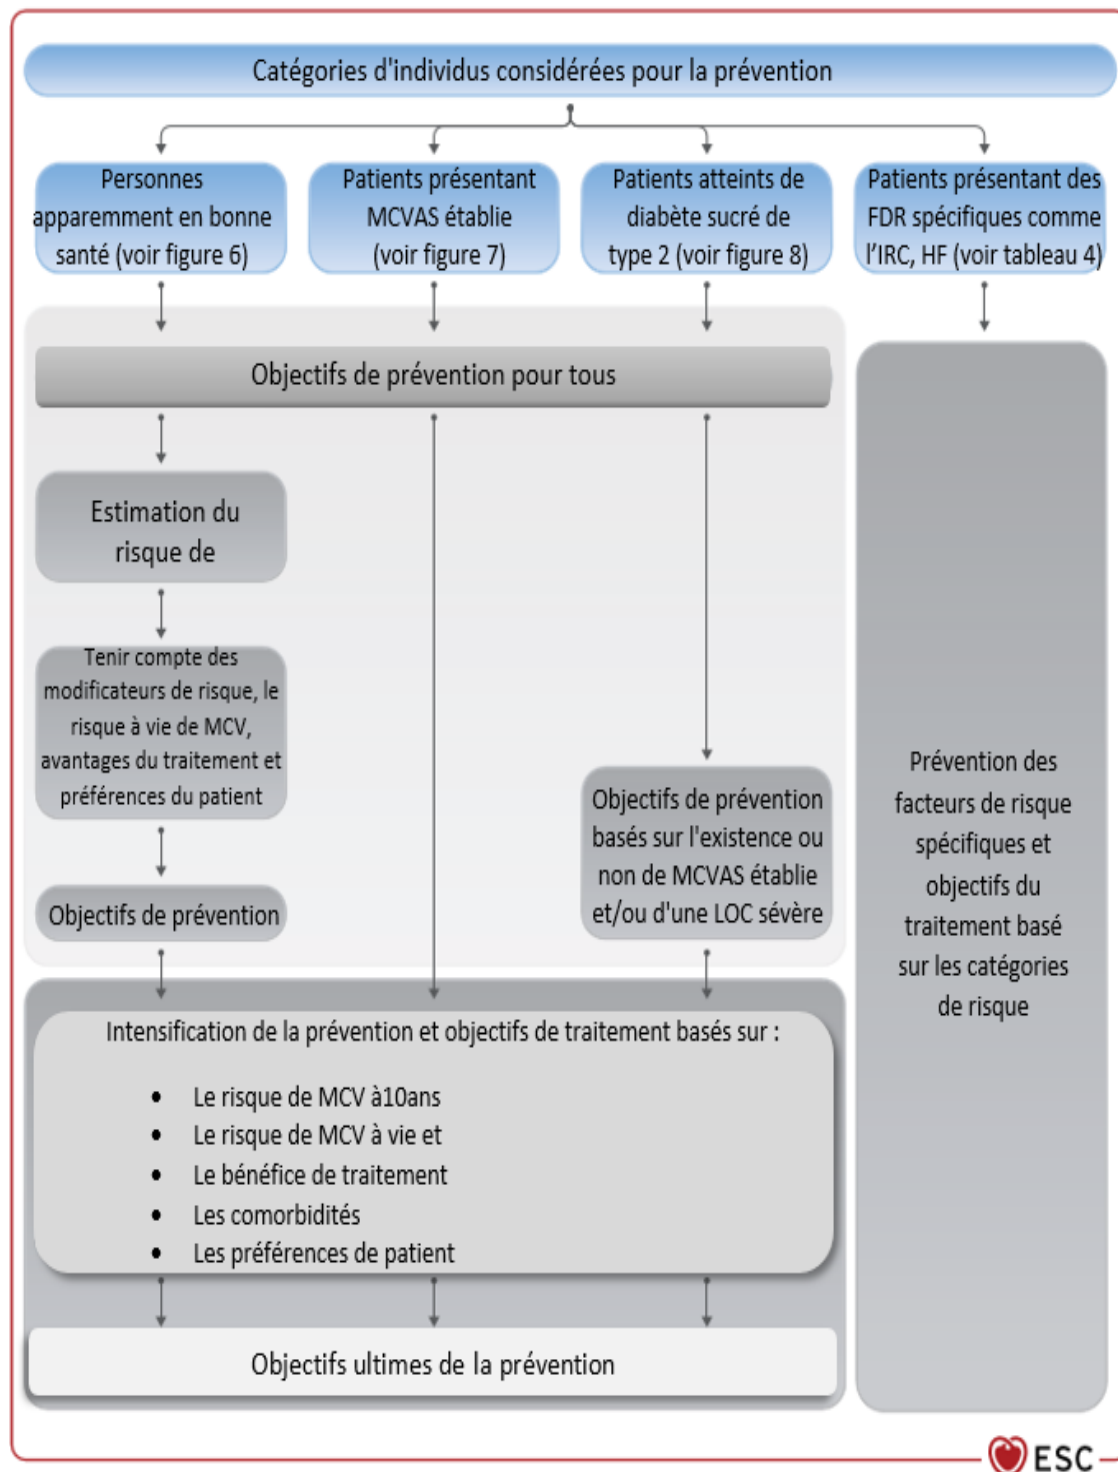 Catégories d'individus considérées pour la prévention
Personnes
apparemment en bonne
santé (voir figure 6)
Patients présentant
MCVAS établie
(voir figure 7)
Patients atteints de
diabète sucré de
type 2 (voir figure 8)
Patients présentant des
FDR spécifiques comme
l'IRC, HF (voir tableau 4)
Objectifs de prévention pour tous
Estimation du
risque de
Tenir compte des
modificateurs de risque, le
risque à vie de MCV,
avantages du traitement et
préférences du patient
Objectifs de prévention
Objectifs de prévention
basés sur l'existence ou
non de MCVAS établie
et/ou d'une LOC sévère
Prévention des
facteurs de risque
spécifiques et
objectifs du
traitement basé
sur les catégories
de risque
Intensification de la prévention et objectifs de traitement basés sur :
• Le risque de MCV à10ans
• Le risque de MCV à vie et
• Le bénéfice de traitement
• Les comorbidités
• Les préférences de patient
Objectifs ultimes de la prévention
ESC